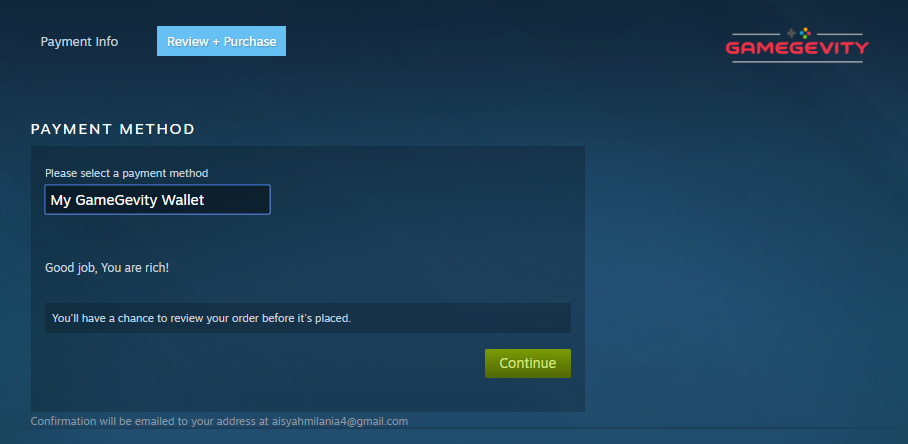 Payment Info
Review + Purchase
GAMEGEVITY
PAYMENT METHOD
Please select a payment method
My GameGevity Wallet
Good job, You are rich!
You'll have a chance to review your order before it's placed.
Continue
Confirmation will be emailed to your address at aisyahmilania4@gmail.com